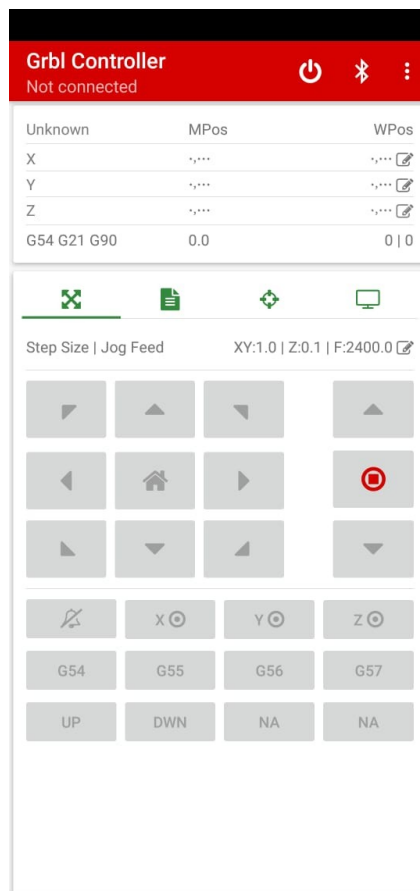 Grbl Controller
Not connected
Unknown MPos WPos
X -,--- -,---
Y -,--- -,---
Z -,--- -,---
G54 G21 G90 0.0 0 | 0
Step Size | Jog Feed XY:1.0 | Z:0.1 | F:2400.0
X Y Z
G54 G55 G56 G57
UP DWN NA NA